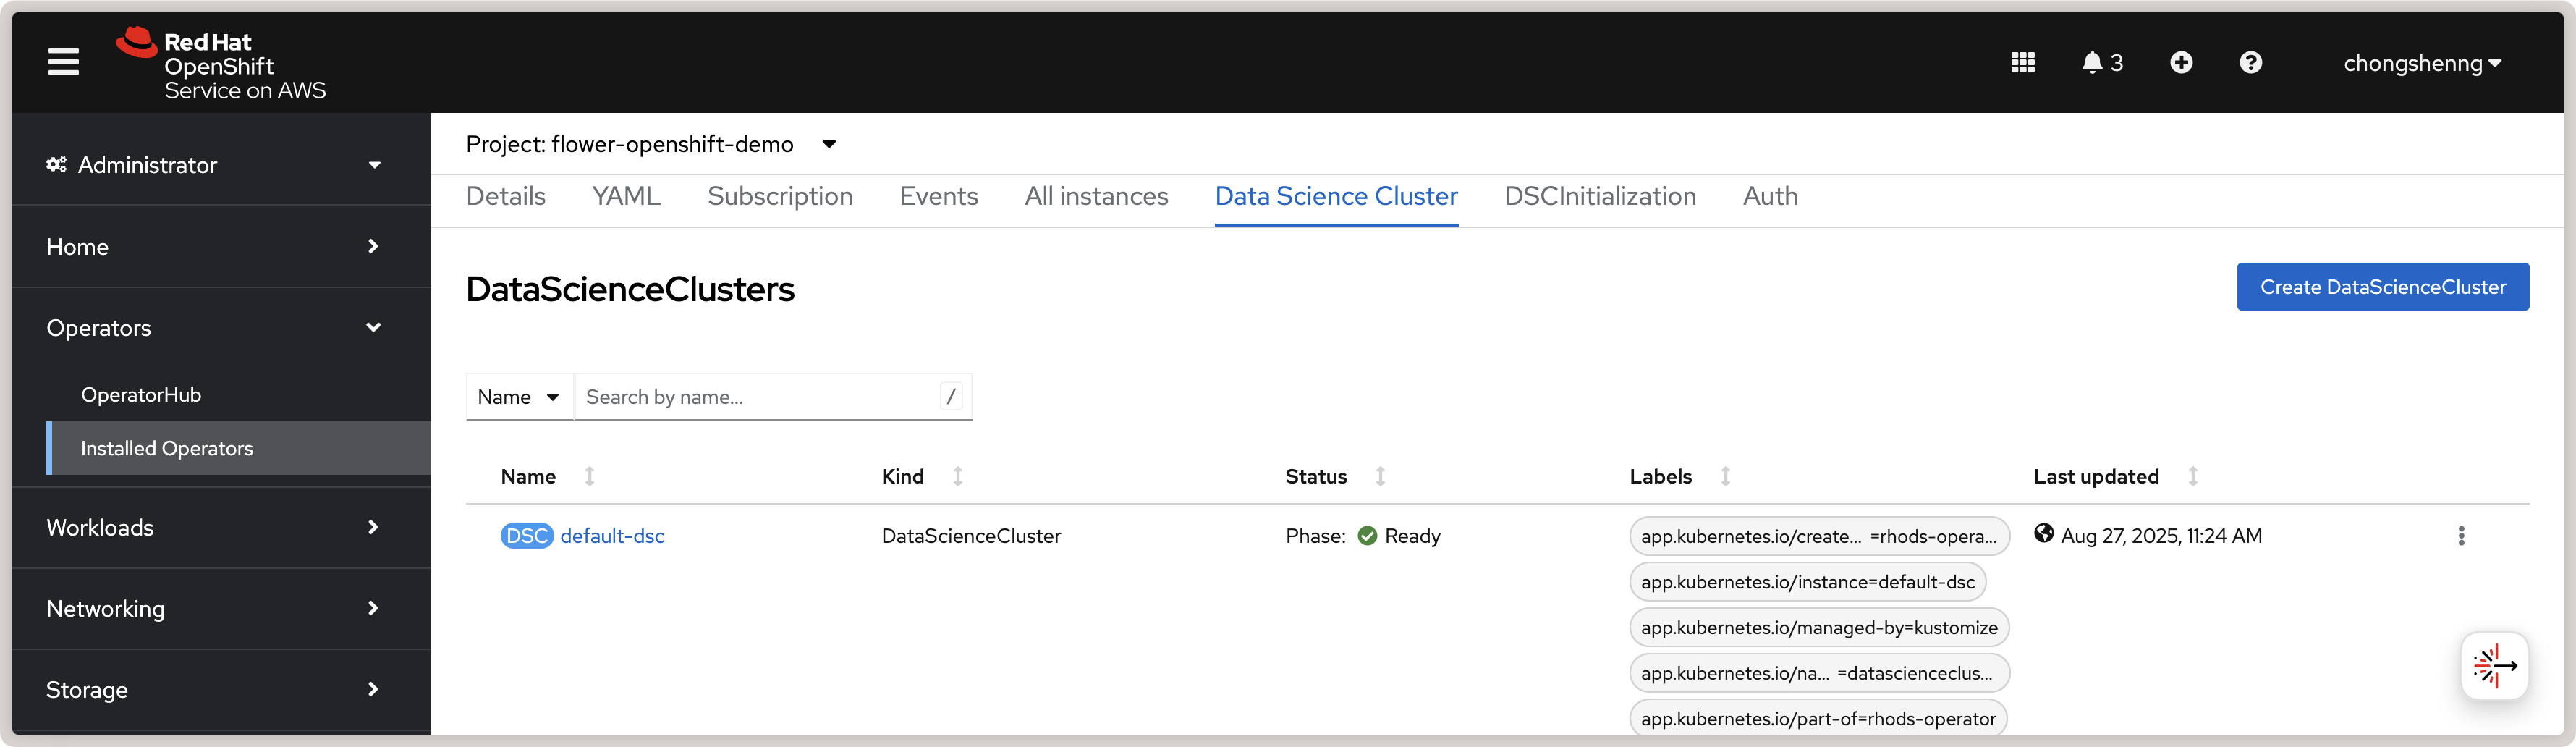 Red Hat
OpenShift
Service on AWS
3
chongshenng
Administrator
Home
Operators
OperatorHub
Installed Operators
Workloads
Networking
Storage
Project: flower-openshift-demo
Details YAML Subscription Events All instances Data Science Cluster DSCInitialization Auth
DataScienceClusters
Create DataScienceCluster
Name Search by name... /
Name Kind Status Labels Last updated
DSC default-dsc DataScienceCluster Phase: Ready app.kubernetes.io/create... =rhods-opera... Aug 27, 2025, 11:24 AM
app.kubernetes.io/instance=default-dsc
app.kubernetes.io/managed-by=kustomize
app.kubernetes.io/na... =datascienceclus...
app.kubernetes.io/part-of=rhods-operator